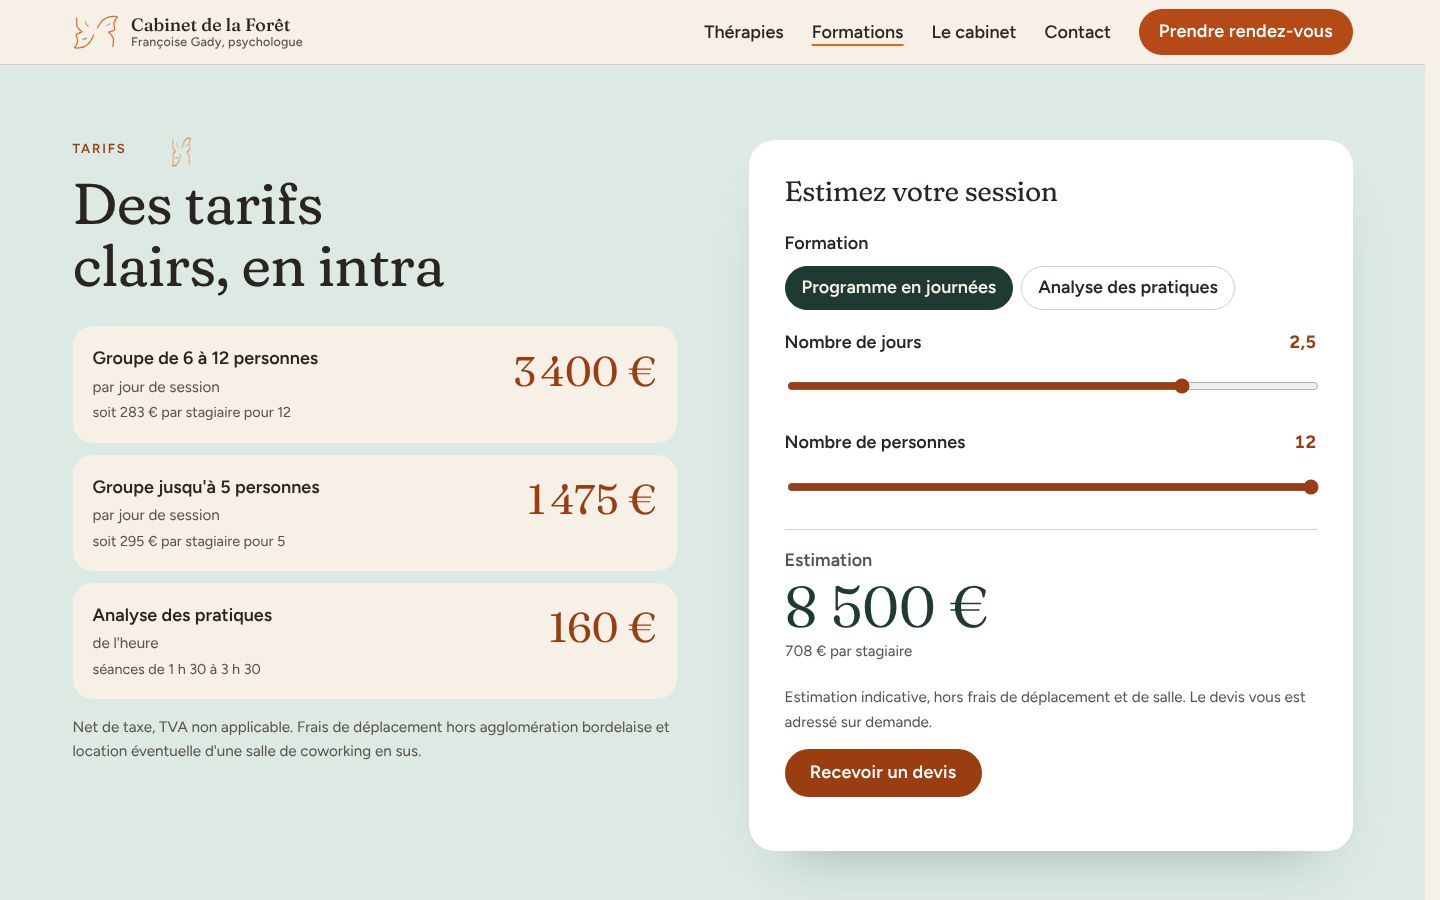 Cabinet de la Forêt
Françoise Gady, psychologue
Thérapies
Formations
Le cabinet
Contact
Prendre rendez-vous
TARIFS
Des tarifs
clairs, en intra
Groupe de 6 à 12 personnes
par jour de session
soit 283 € par stagiaire pour 12
3 400 €
Groupe jusqu'à 5 personnes
par jour de session
soit 295 € par stagiaire pour 5
1 475 €
Analyse des pratiques
de l'heure
séances de 1 h 30 à 3 h 30
160 €
Net de taxe, TVA non applicable. Frais de déplacement hors agglomération bordelaise et
location éventuelle d'une salle de coworking en sus.
Estimez votre session
Formation
Programme en journées
Analyse des pratiques
Nombre de jours
2,5
Nombre de personnes
12
Estimation
8 500 €
708 € par stagiaire
Estimation indicative, hors frais de déplacement et de salle. Le devis vous est
adressé sur demande.
Recevoir un devis